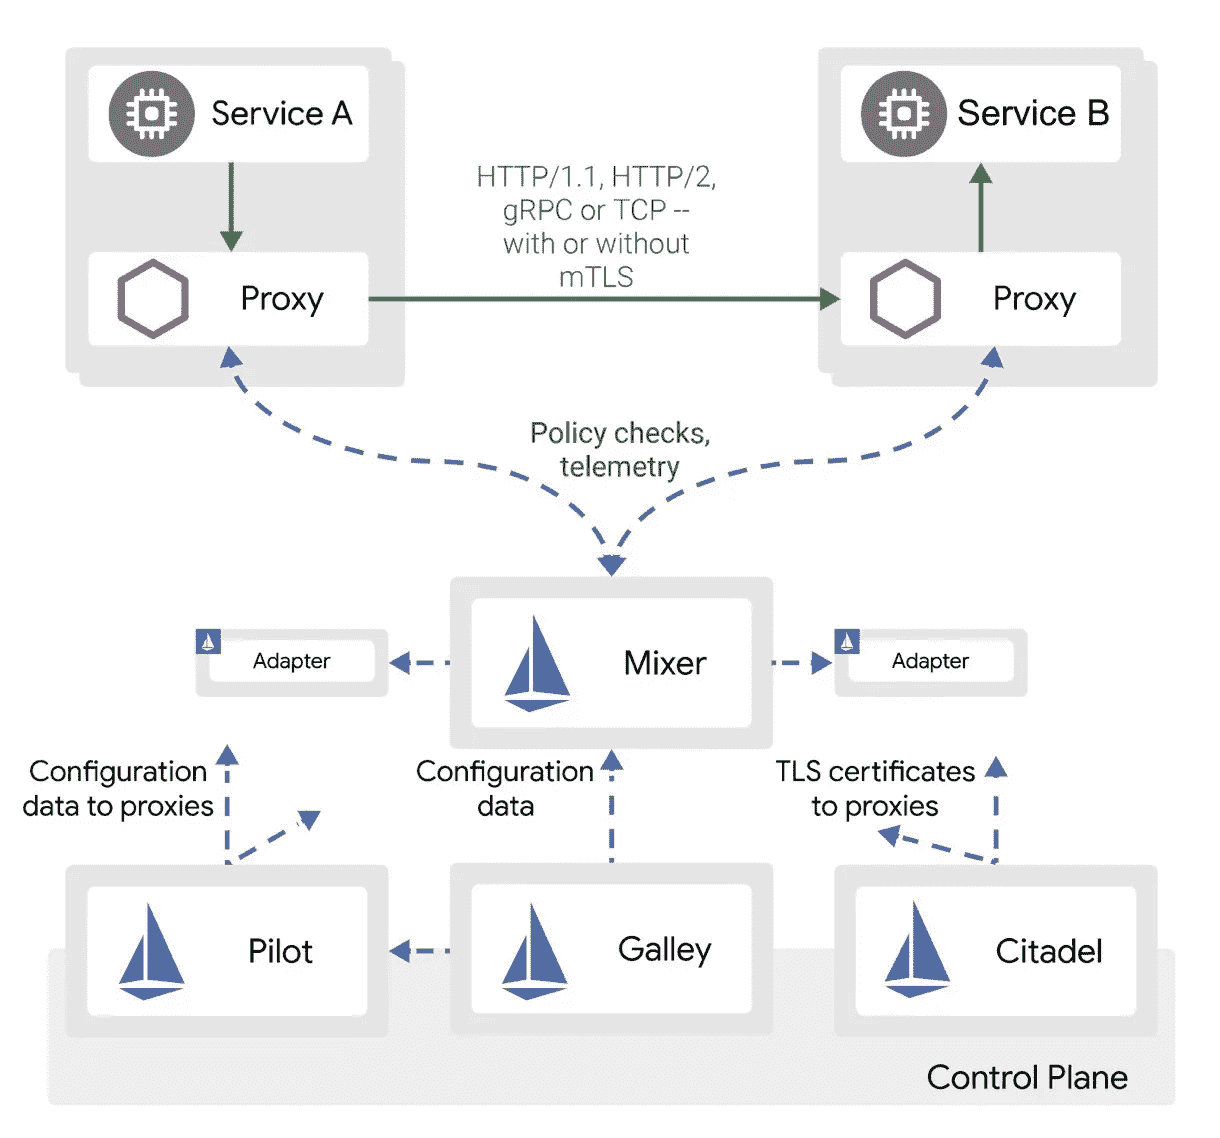 Service A
Service B
HTTP/1.1, HTTP/2,
gRPC or TCP --
with or without
mTLS
Proxy
Proxy
Policy checks,
telemetry
Adapter
Mixer
Adapter
Configuration
data to proxies
Configuration
data
TLS certificates
to proxies
Pilot
Galley
Citadel
Control Plane